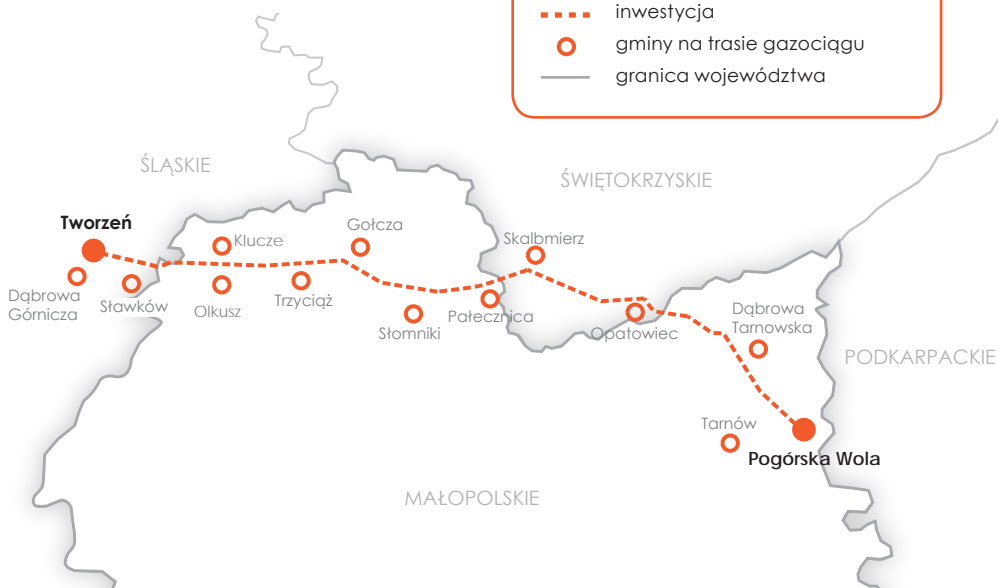 inwestycja
gminy na trasie gazociągu
granica województwa
ŚLĄSKIE
ŚWIĘTOKRZYSKIE
Tworzeń
Gołcza
Klucze
Skalbmierz
Dąbrowa
Górnicza
Sławków
Olkusz
Trzyciąż
Słomniki
Pałecznica
Opatowiec
Dąbrowa
Tarnowska
PODKARPACKIE
Tarnów
Pogórska Wola
MAŁOPOLSKIE